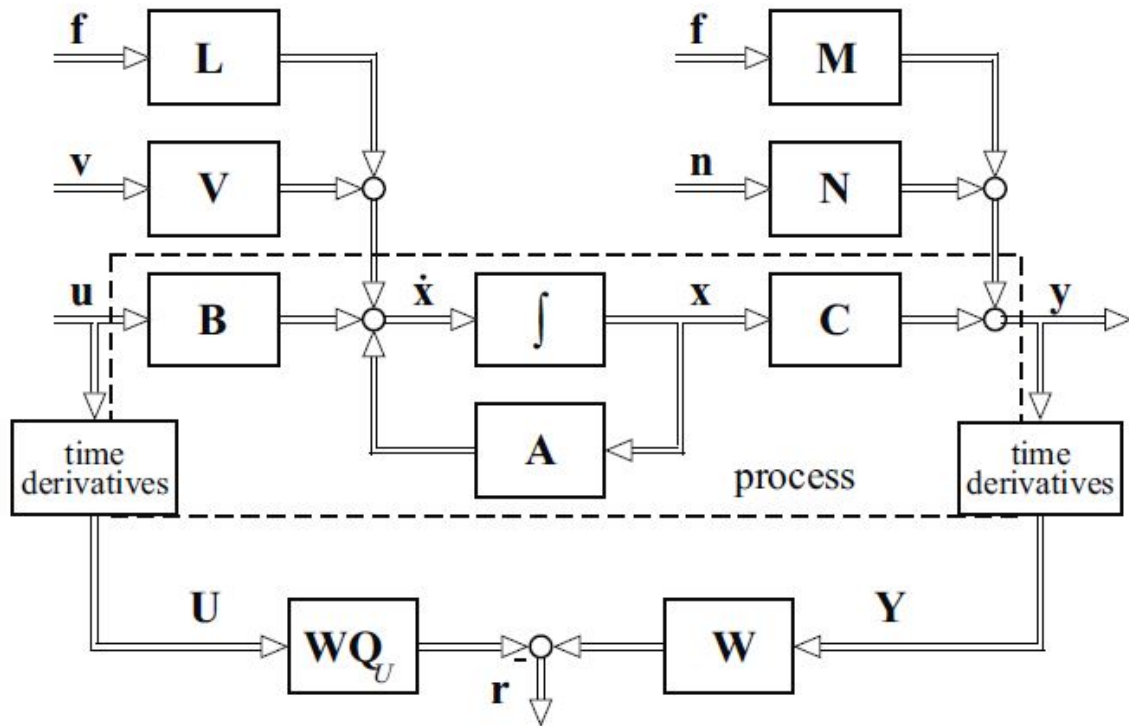 f L f M
v V n N
u B ẋ ∫ x C y
time
derivatives
A
process
time
derivatives
U WQ_U W Y
r -